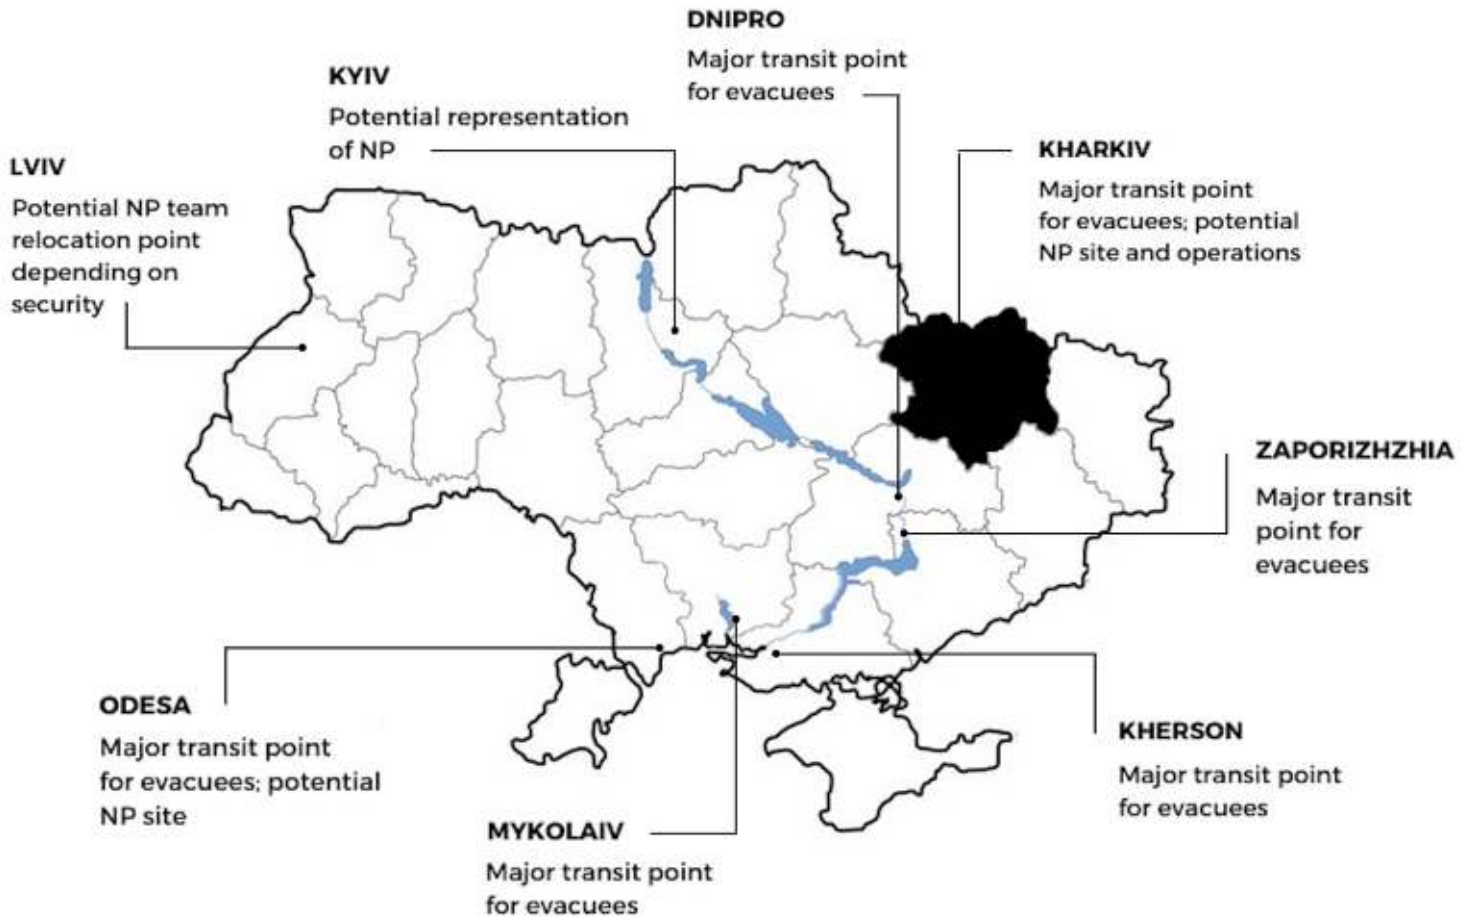 DNIPRO
Major transit point
for evacuees
KYIV
Potential representation
of NP
KHARKIV
Major transit point
for evacuees; potential
NP site and operations
LVIV
Potential NP team
relocation point
depending on
security
ZAPORIZHZHIA
Major transit
point for
evacuees
ODESA
Major transit point
for evacuees; potential
NP site
KHERSON
Major transit point
for evacuees
MYKOLAIV
Major transit point
for evacuees